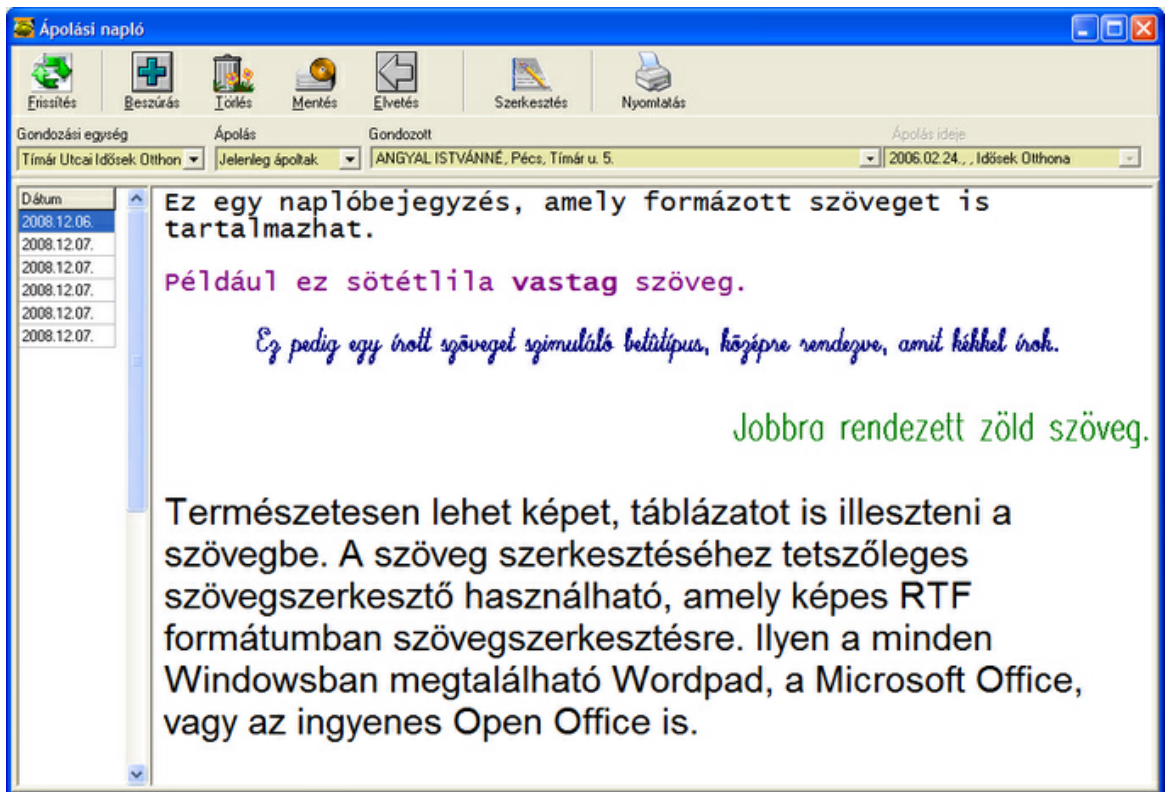 Ápolási napló
Frissítés Beszúrás Törlés Mentés Elvetés Szerkesztés Nyomtatás
Gondozási egység Ápolás Gondozott Ápolás ideje
Tímár Utcai Idősek Otthon Jelenleg ápoltak ANGYAL ISTVÁNNÉ, Pécs, Tímár u. 5. 2006.02.24., , Idősek Otthona
Dátum
2008.12.06.
2008.12.07.
2008.12.07.
2008.12.07.
2008.12.07.
2008.12.07.
Ez egy naplóbejegyzés, amely formázott szöveget is
tartalmazhat.
Például ez sötétlila vastag szöveg.
Ez pedig egy írott szöveget szimuláló betűtípus, középre rendezve, amit kékkel írok.
Jobbra rendezett zöld szöveg.
Természetesen lehet képet, táblázatot is illeszteni a
szövegbe. A szöveg szerkesztéséhez tetszőleges
szövegszerkesztő használható, amely képes RTF
formátumban szövegszerkesztésre. Ilyen a minden
Windowsban megtalálható Wordpad, a Microsoft Office,
vagy az ingyenes Open Office is.